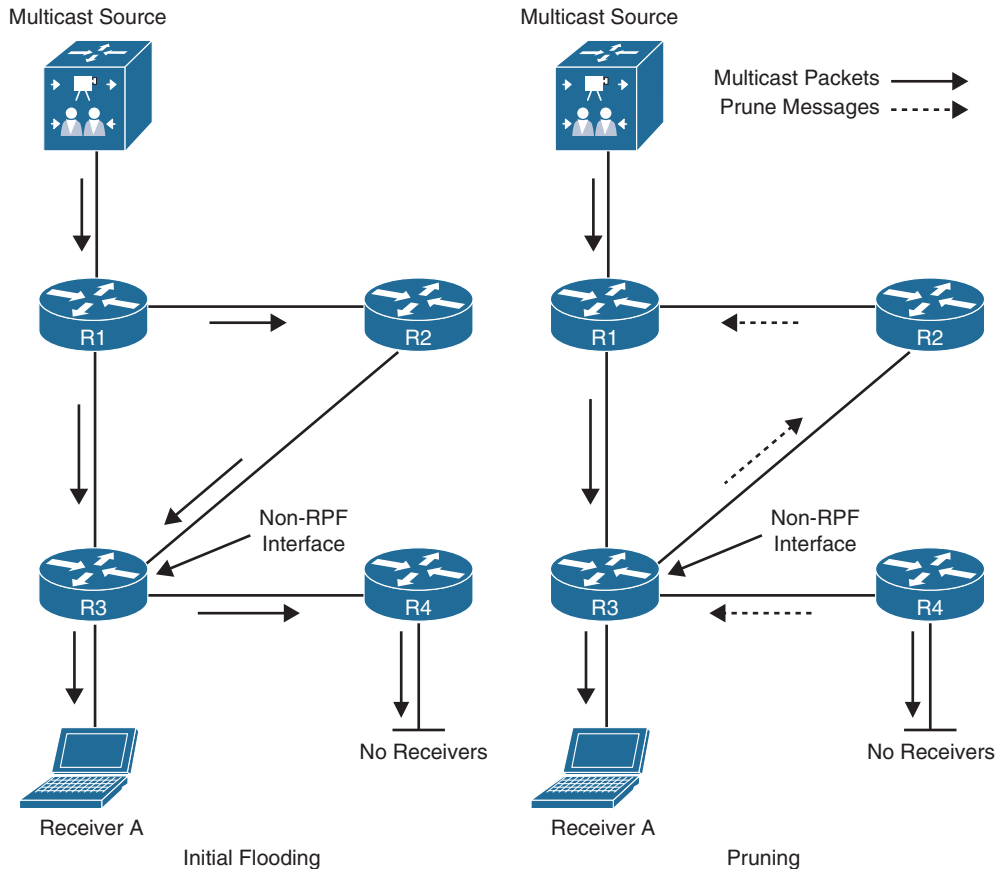 Multicast Source
Multicast Source
Multicast Packets
Prune Messages
R1
R2
R1
R2
Non-RPF
Interface
Non-RPF
Interface
R3
R4
R3
R4
No Receivers
No Receivers
Receiver A
Receiver A
Initial Flooding
Pruning